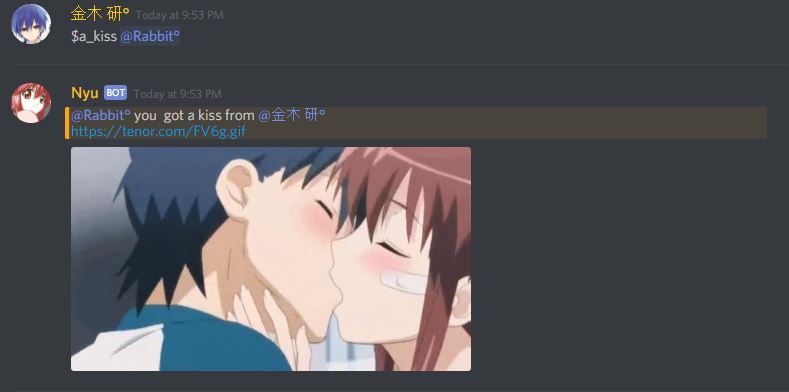 金木 研° Today at 9:53 PM
$a_kiss @Rabbit°
Nyu BOT Today at 9:53 PM
@Rabbit° you got a kiss from @金木 研°
https://tenor.com/FV6g.gif